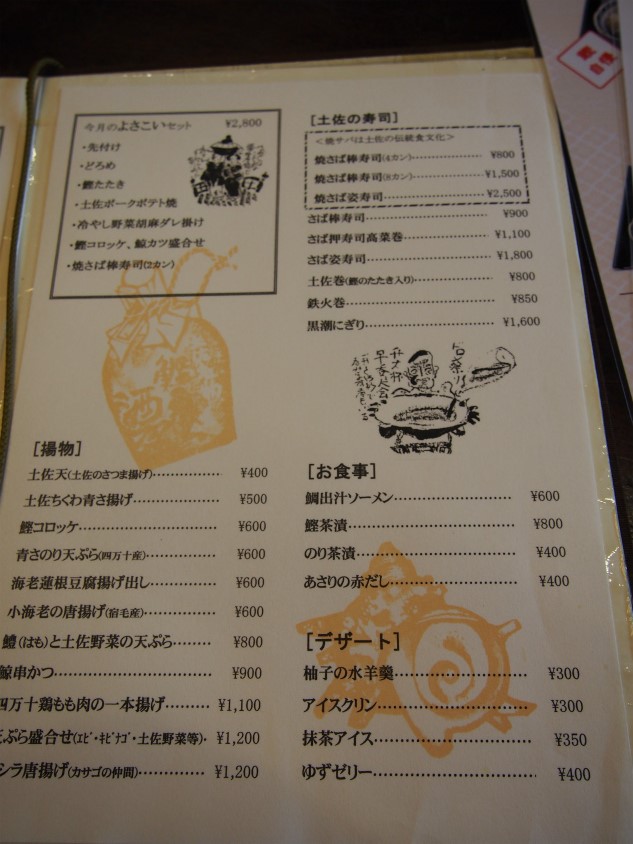 今月のよさこいセット ¥2,800
・先付け
・どろめ
・鰹たたき
・土佐ポークポテト焼
・冷やし野菜胡麻ダレ掛け
・鰹コロッケ、鯨カツ盛合せ
・焼さば棒寿司(2カン)
[揚物]
土佐天(土佐のさつま揚げ)………………¥400
土佐ちくわ青さ揚げ………………¥500
鰹コロッケ………………¥600
青さのり天ぷら(四万十産)………………¥600
海老蓮根豆腐揚げ出し………………¥600
小海老の唐揚げ(宿毛産)………………¥600
鱧(はも)と土佐野菜の天ぷら………¥800
鯨串かつ………………¥900
四万十鶏もも肉の一本揚げ………¥1,100
ぷら盛合せ(エビ・キビナゴ・土佐野菜等)・¥1,200
シラ唐揚げ(カサゴの仲間)…………¥1,200
[土佐の寿司]
<焼サバは土佐の伝統食文化>
焼さば棒寿司(4カン)………………¥800
焼さば棒寿司(8カン)………………¥1,500
焼さば姿寿司………………¥2,500
さば棒寿司………………¥900
さば押寿司高菜巻………………¥1,100
さば姿寿司………………¥1,800
土佐巻(鰹のたたき入り)………………¥800
鉄火巻………………¥850
黒潮にぎり………………¥1,600
[お食事]
鯛出汁ソーメン………………¥600
鰹茶漬………………¥800
のり茶漬………………¥400
あさりの赤だし………………¥400
[デザート]
柚子の水羊羹………………¥300
アイスクリン………………¥300
抹茶アイス………………¥350
ゆずゼリー………………¥400